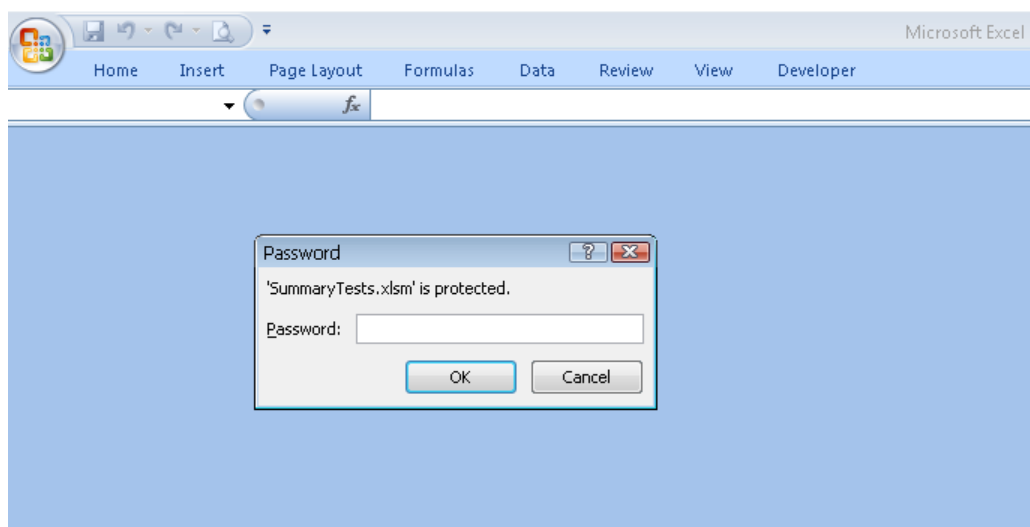 Microsoft Excel
Home Insert Page Layout Formulas Data Review View Developer
fx
Password
'SummaryTests.xlsm' is protected.
Password:
OK Cancel